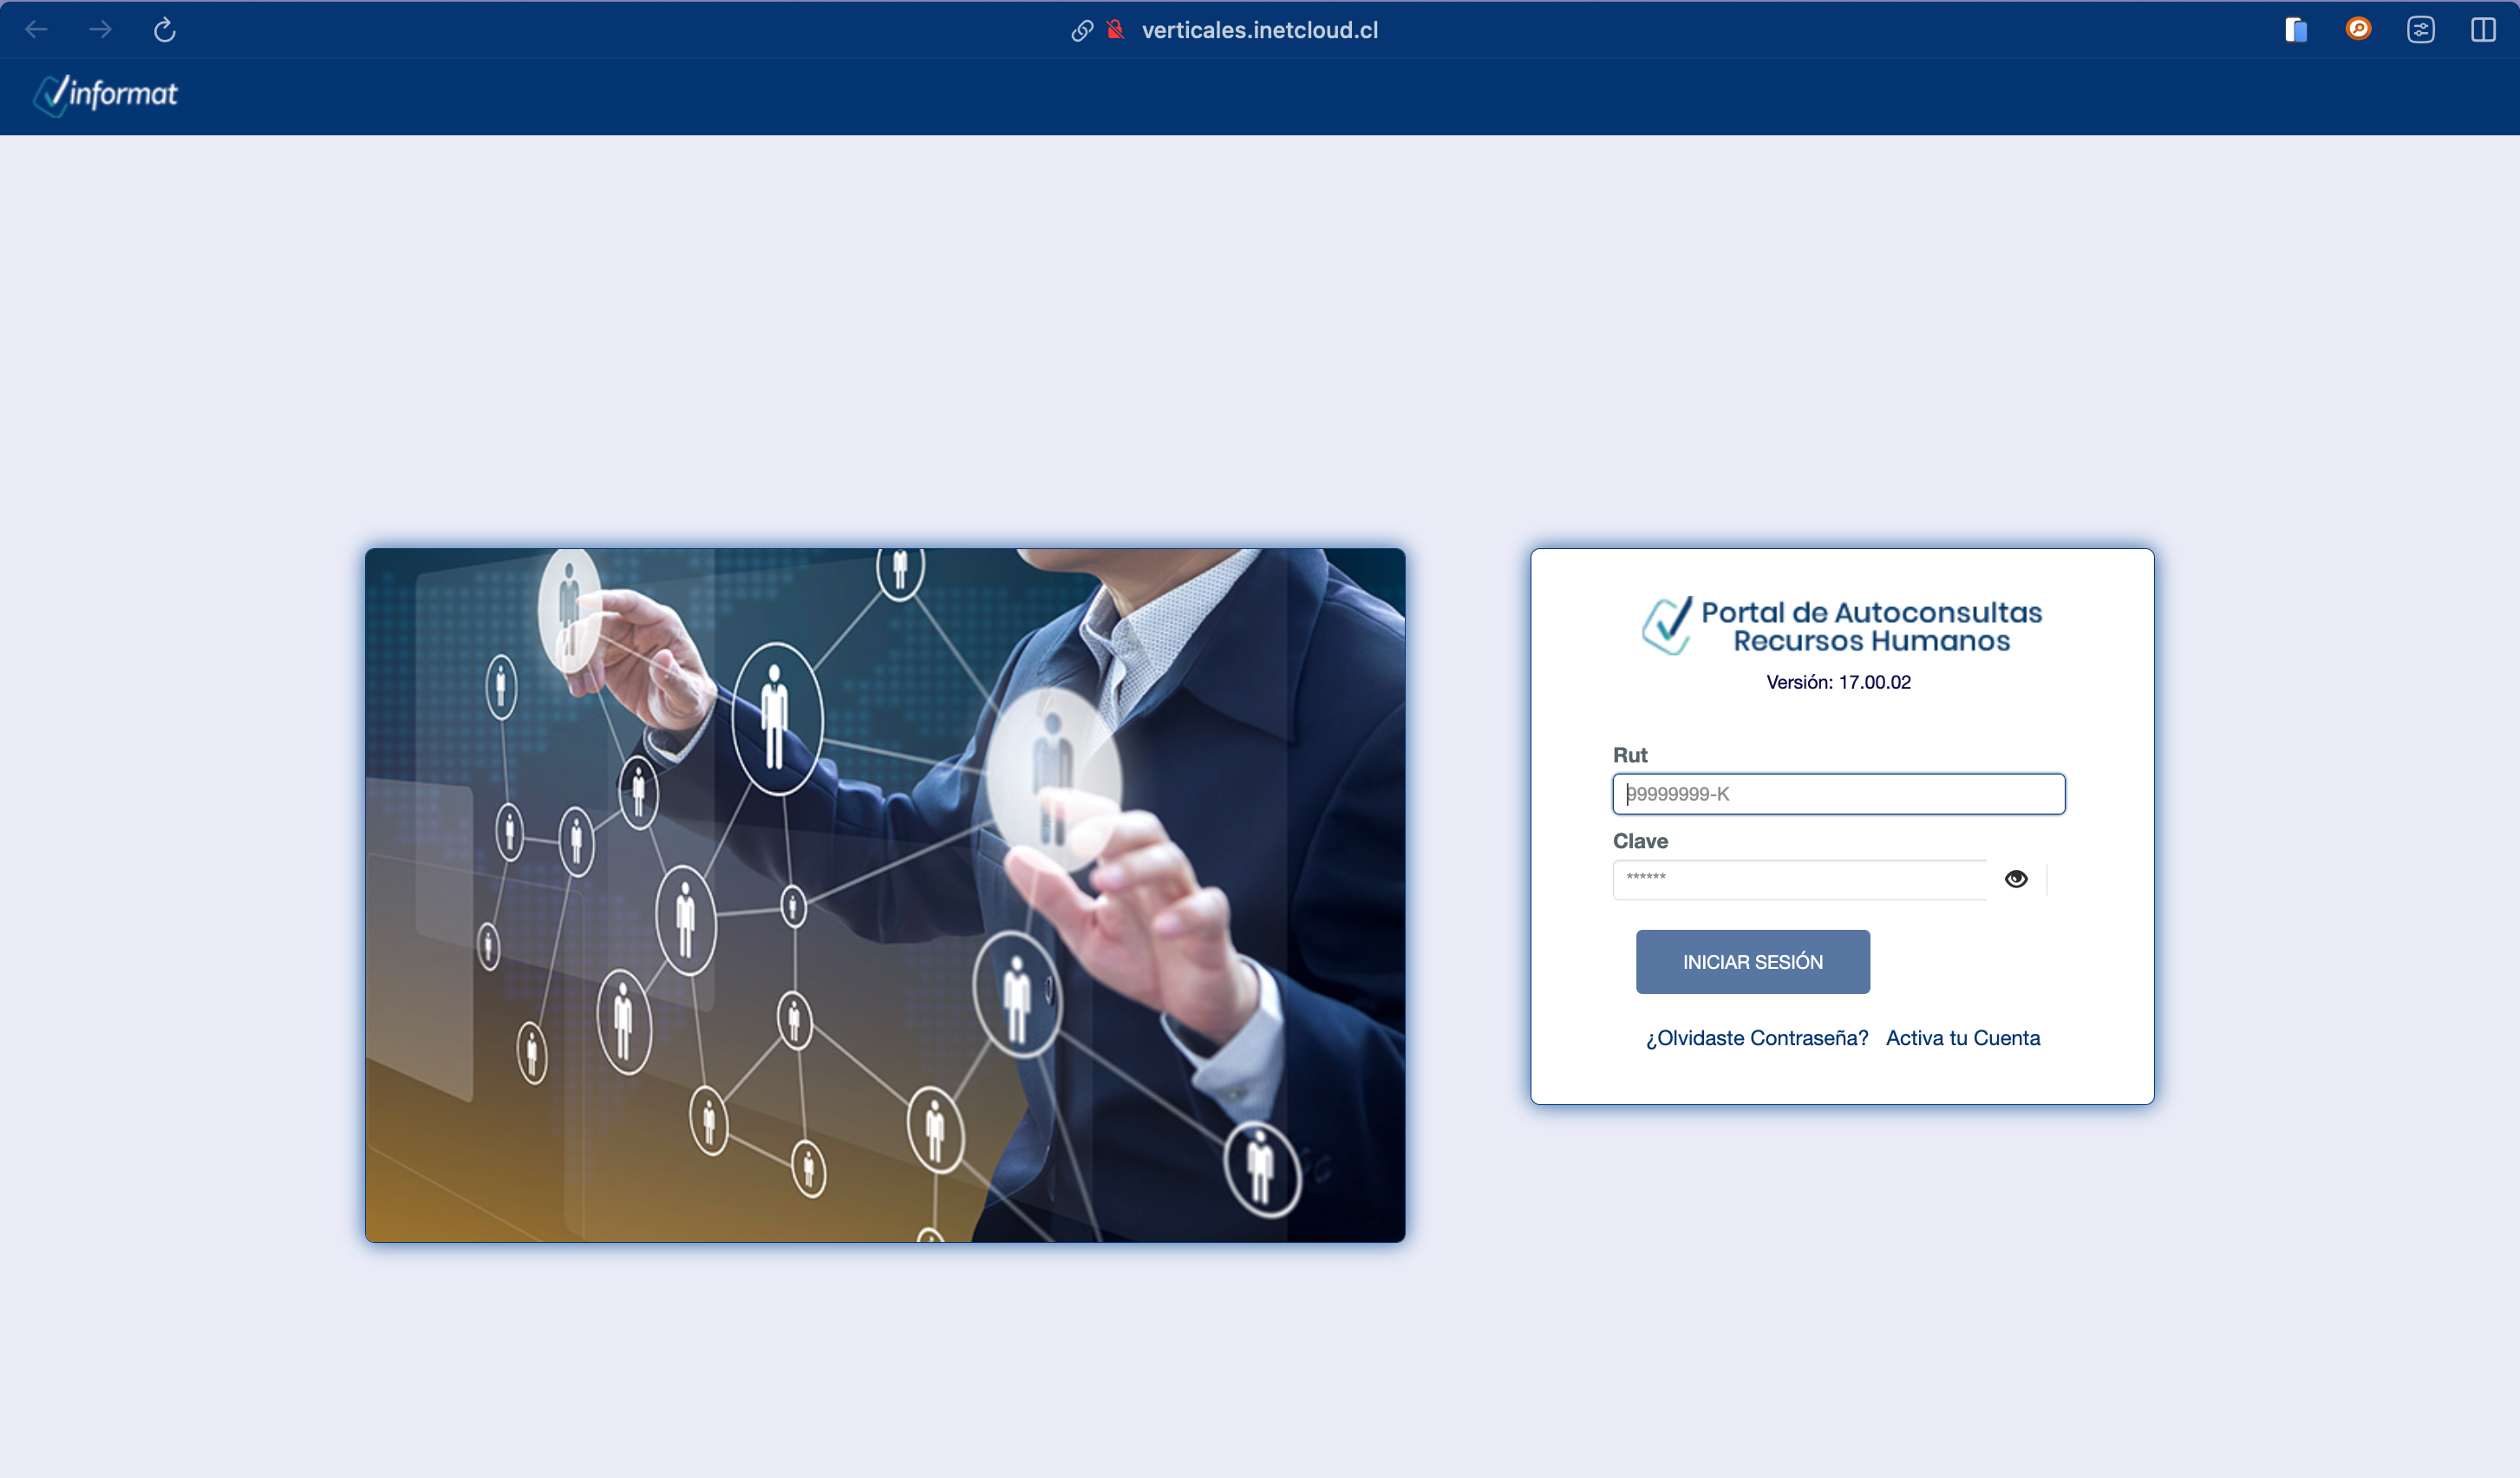 verticales.inetcloud.cl
informat
Portal de Autoconsultas
Recursos Humanos
Versión: 17.00.02
Rut
99999999-K
Clave
******
INICIAR SESIÓN
¿Olvidaste Contraseña? Activa tu Cuenta